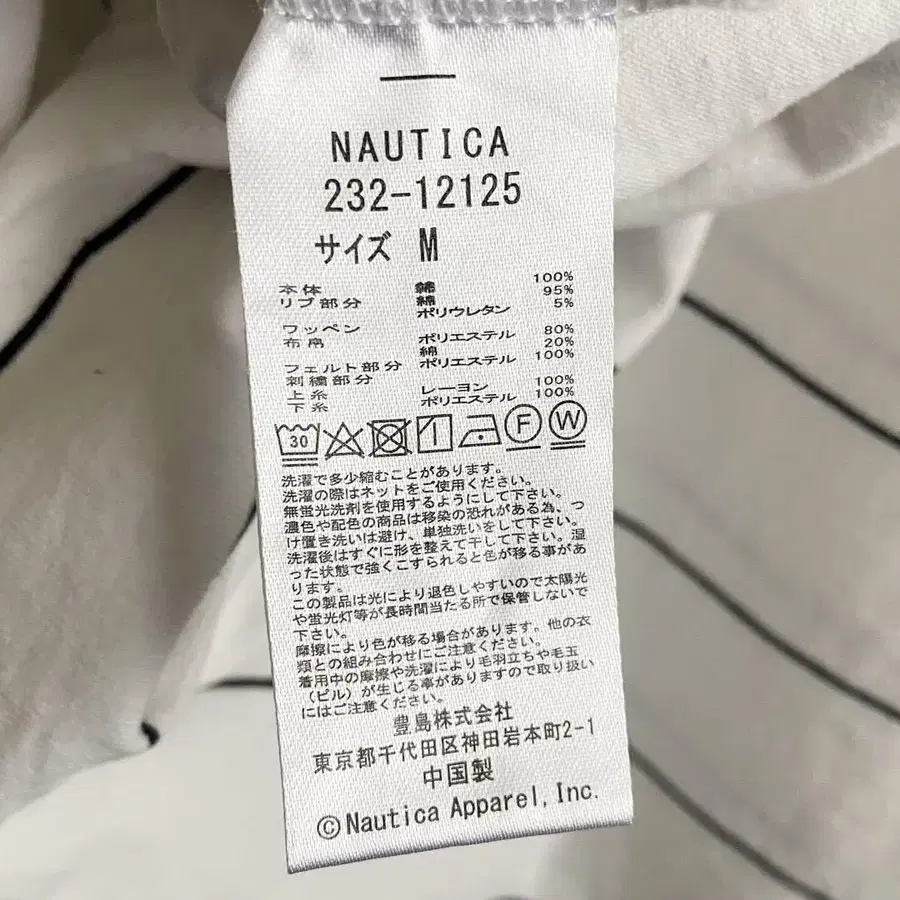 NAUTICA
232-12125
サイズ M
本体 綿 100%
リブ部分 綿 95%
ポリウレタン 5%
ワッペン
布帛 ポリエステル 80%
綿 20%
フェルト部分 ポリエステル 100%
刺繍部分
上糸 レーヨン 100%
下糸 ポリエステル 100%
30 F W
洗濯で多少縮むことがあります。
洗濯の際はネットをご使用ください。
無蛍光洗剤を使用するようにして下さい。
濃色や配色の商品は移染の恐れがある為、つ
け置き洗いは避け、単独洗いをして下さい。
洗濯後はすぐに形を整えて干して下さい。湿
った状態で強くこすられると色が移る事があ
ります。
この製品は光により退色しやすいので太陽光
や蛍光灯等が長時間当たる所で保管しないで
下さい。
摩擦により色が移る場合があります。他の衣
類との組み合わせにご注意ください。
着用中の摩擦や洗濯により毛羽立ちや毛玉
（ピル）が生じる事がありますので取り扱い
にはご注意ください。
豊島株式会社
東京都千代田区神田岩本町2-1
中国製
©Nautica Apparel, Inc.